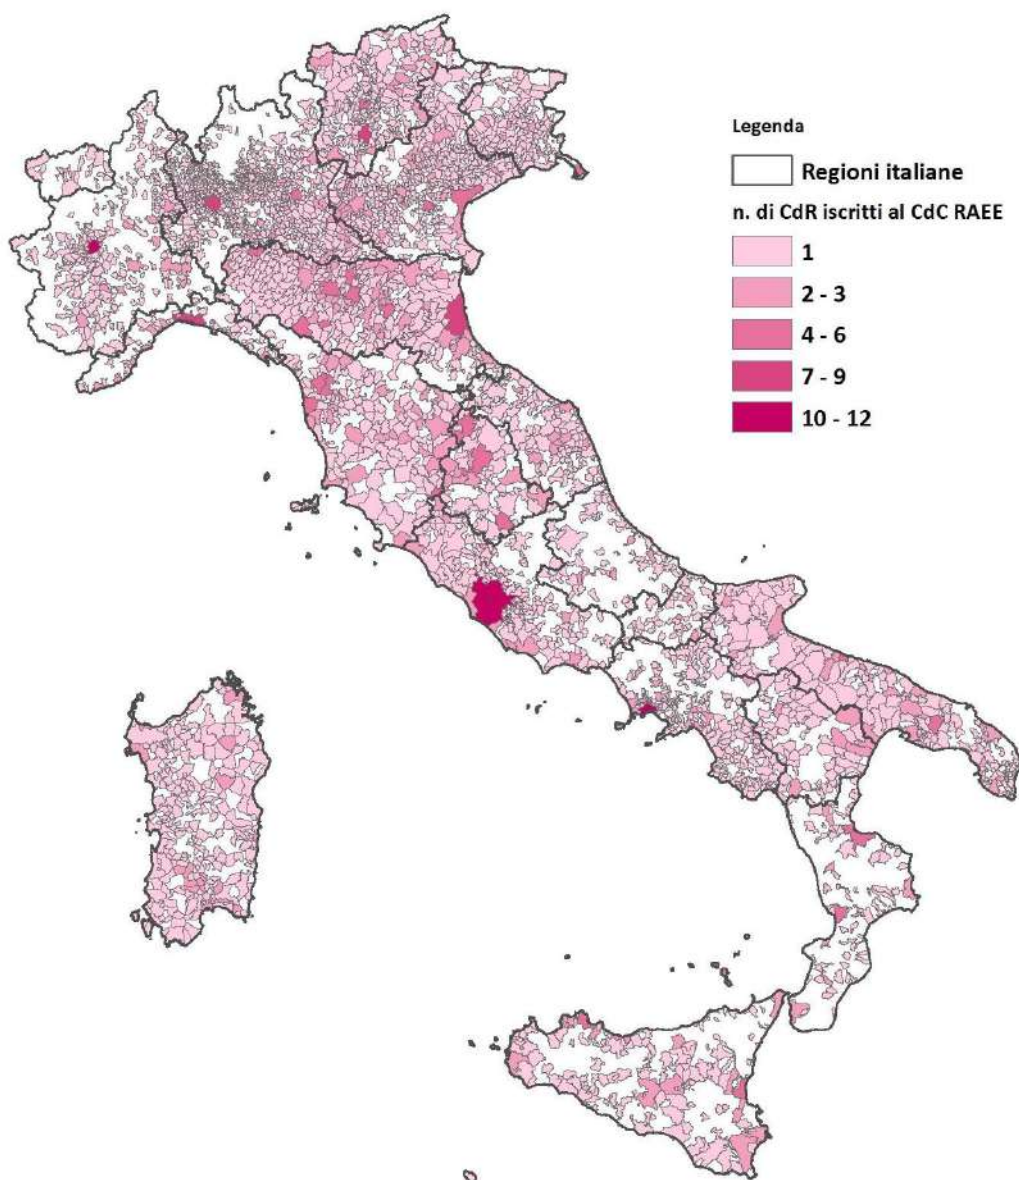 Legenda
Regioni italiane
n. di CdR iscritti al CdC RAEE
1
2 - 3
4 - 6
7 - 9
10 - 12